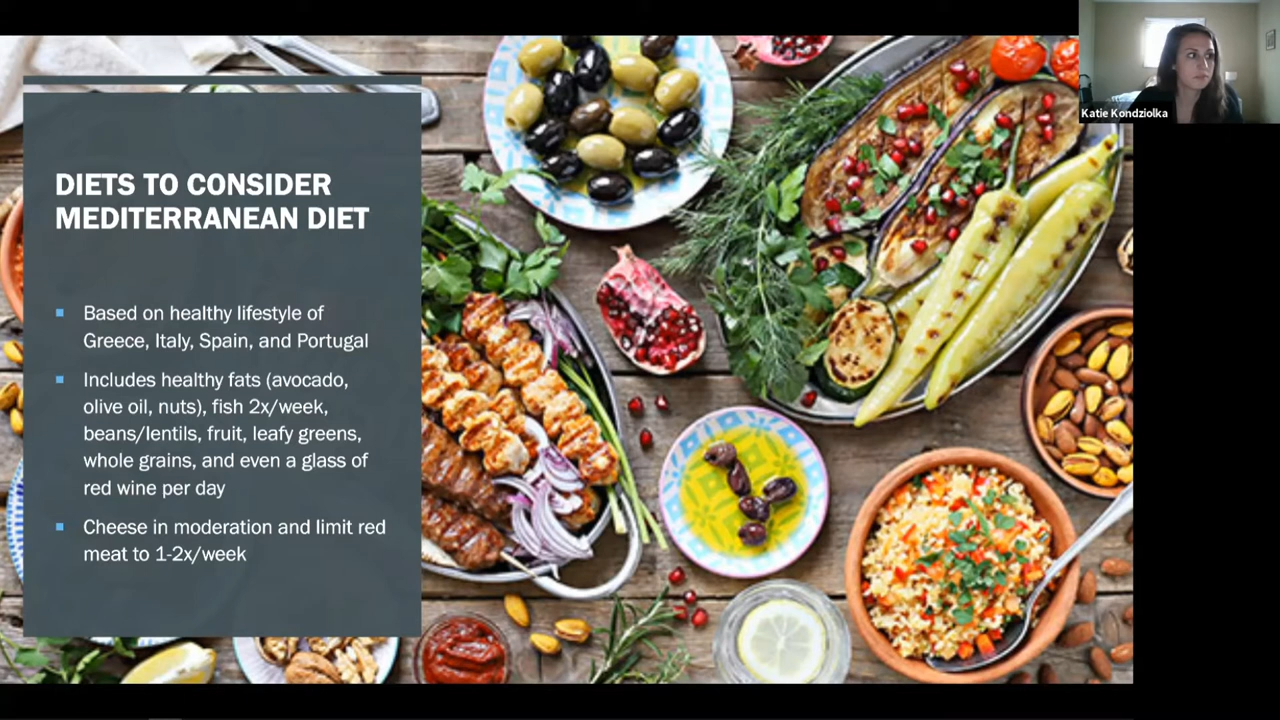 DIETS TO CONSIDER
MEDITERRANEAN DIET
Based on healthy lifestyle of
Greece, Italy, Spain, and Portugal
Includes healthy fats (avocado,
olive oil, nuts), fish 2x/week,
beans/lentils, fruit, leafy greens,
whole grains, and even a glass of
red wine per day
Cheese in moderation and limit red
meat to 1-2x/week
Katie Kondziolka